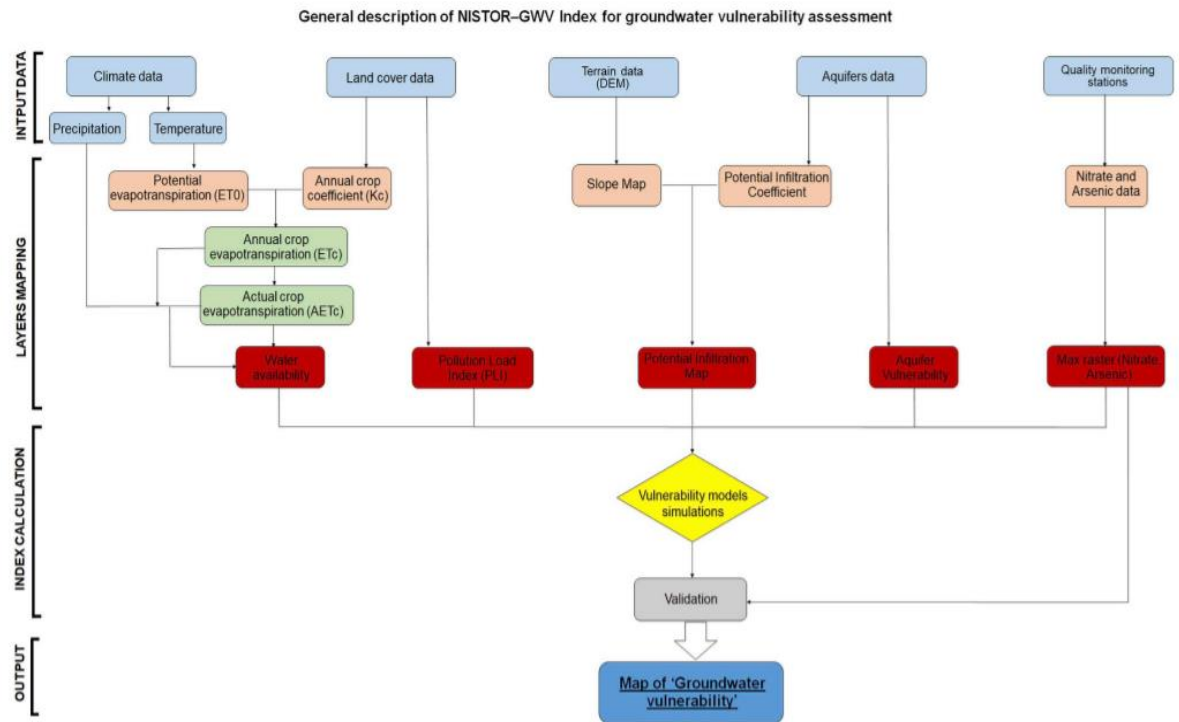 General description of NISTOR–GWV Index for groundwater vulnerability assessment
INTPUT DATA
Climate data
Land cover data
Terrain data
(DEM)
Aquifers data
Quality monitoring
stations
Precipitation
Temperature
LAYERS MAPPING
Potential
evapotranspiration (ET0)
Annual crop
coefficient (Kc)
Slope Map
Potential Infiltration
Coefficient
Nitrate and
Arsenic data
Annual crop
evapotranspiration (ETc)
Actual crop
evapotranspiration (AETc)
Water
availability
Pollution Load
Index (PLI)
Potential Infiltration
Map
Aquifer
Vulnerability
Max raster (Nitrate,
Arsenic)
INDEX CALCULATION
Vulnerability models
simulations
Validation
OUTPUT
Map of 'Groundwater
vulnerability'